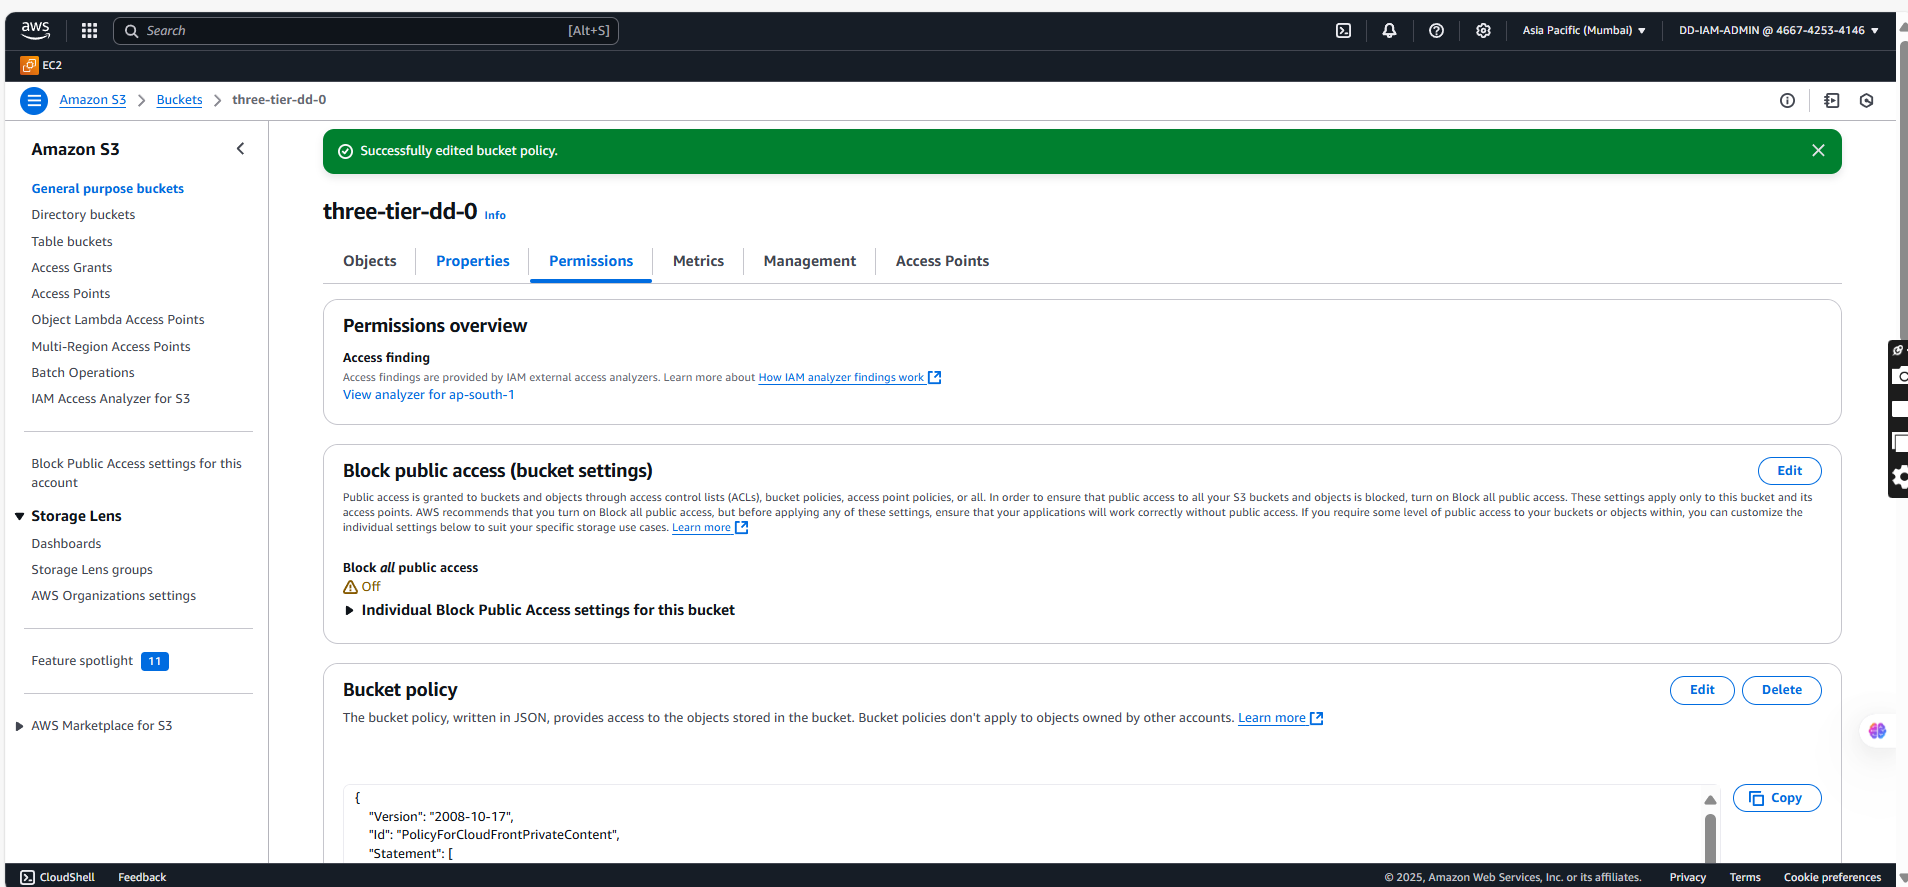 aws
Search [Alt+S]
Asia Pacific (Mumbai)
DD-IAM-ADMIN @ 4667-4253-4146
EC2
Amazon S3 Buckets three-tier-dd-0
Amazon S3
General purpose buckets
Directory buckets
Table buckets
Access Grants
Access Points
Object Lambda Access Points
Multi-Region Access Points
Batch Operations
IAM Access Analyzer for S3
Block Public Access settings for this
account
Storage Lens
Dashboards
Storage Lens groups
AWS Organizations settings
Feature spotlight 11
AWS Marketplace for S3
Successfully edited bucket policy.
three-tier-dd-0 Info
Objects Properties Permissions Metrics Management Access Points
Permissions overview
Access finding
Access findings are provided by IAM external access analyzers. Learn more about How IAM analyzer findings work
View analyzer for ap-south-1
Block public access (bucket settings)
Edit
Public access is granted to buckets and objects through access control lists (ACLs), bucket policies, access point policies, or all. In order to ensure that public access to all your S3 buckets and objects is blocked, turn on Block all public access. These settings apply only to this bucket and its
access points. AWS recommends that you turn on Block all public access, but before applying any of these settings, ensure that your applications will work correctly without public access. If you require some level of public access to your buckets or objects within, you can customize the
individual settings below to suit your specific storage use cases. Learn more
Block all public access
Off
Individual Block Public Access settings for this bucket
Bucket policy
Edit Delete
The bucket policy, written in JSON, provides access to the objects stored in the bucket. Bucket policies don't apply to objects owned by other accounts. Learn more
Copy
{
"Version": "2008-10-17",
"Id": "PolicyForCloudFrontPrivateContent",
"Statement": [
CloudShell Feedback
© 2025, Amazon Web Services, Inc. or its affiliates. Privacy Terms Cookie preferences